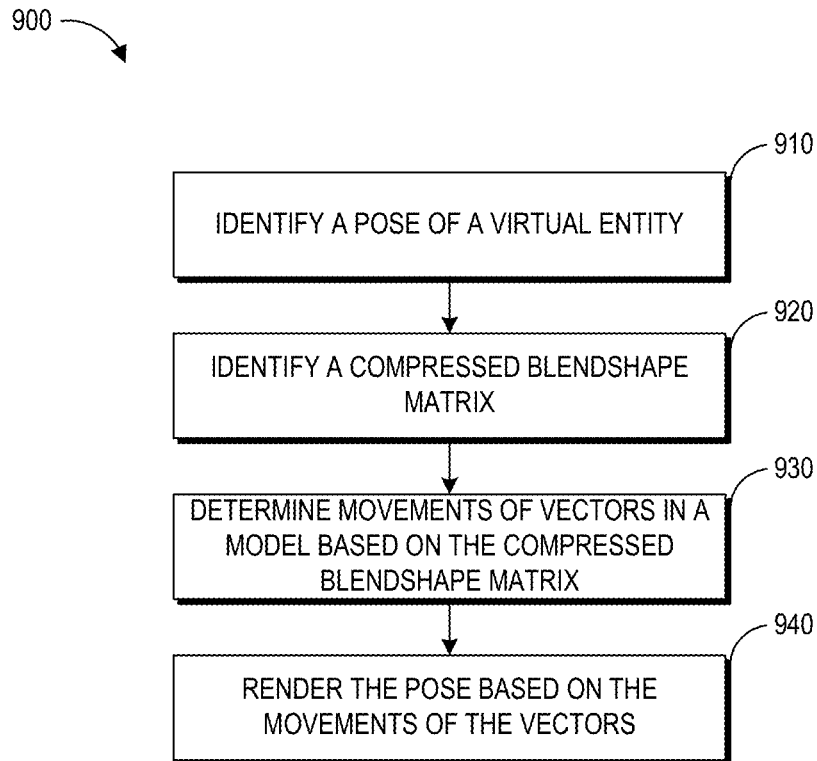 900
910
IDENTIFY A POSE OF A VIRTUAL ENTITY
920
IDENTIFY A COMPRESSED BLENDSHAPE
MATRIX
930
DETERMINE MOVEMENTS OF VECTORS IN A
MODEL BASED ON THE COMPRESSED
BLENDSHAPE MATRIX
940
RENDER THE POSE BASED ON THE
MOVEMENTS OF THE VECTORS